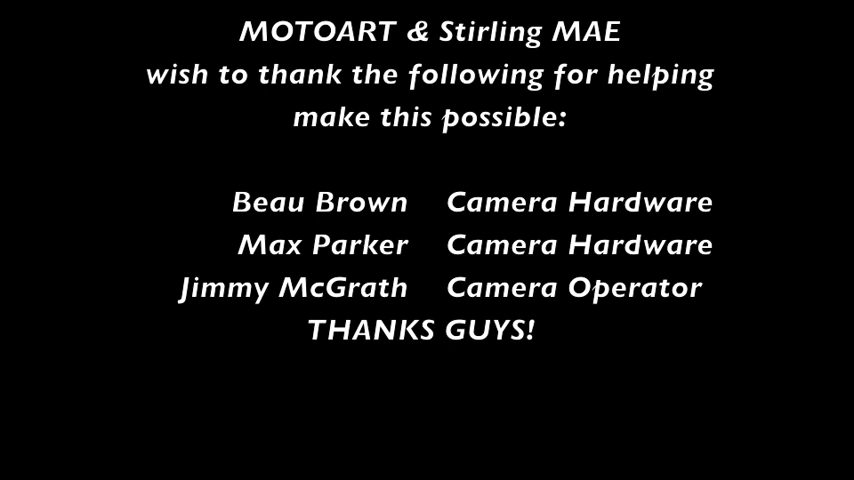 MOTOART & Stirling MAE
wish to thank the following for helping
make this possible:
Beau Brown Camera Hardware
Max Parker Camera Hardware
Jimmy McGrath Camera Operator
THANKS GUYS!